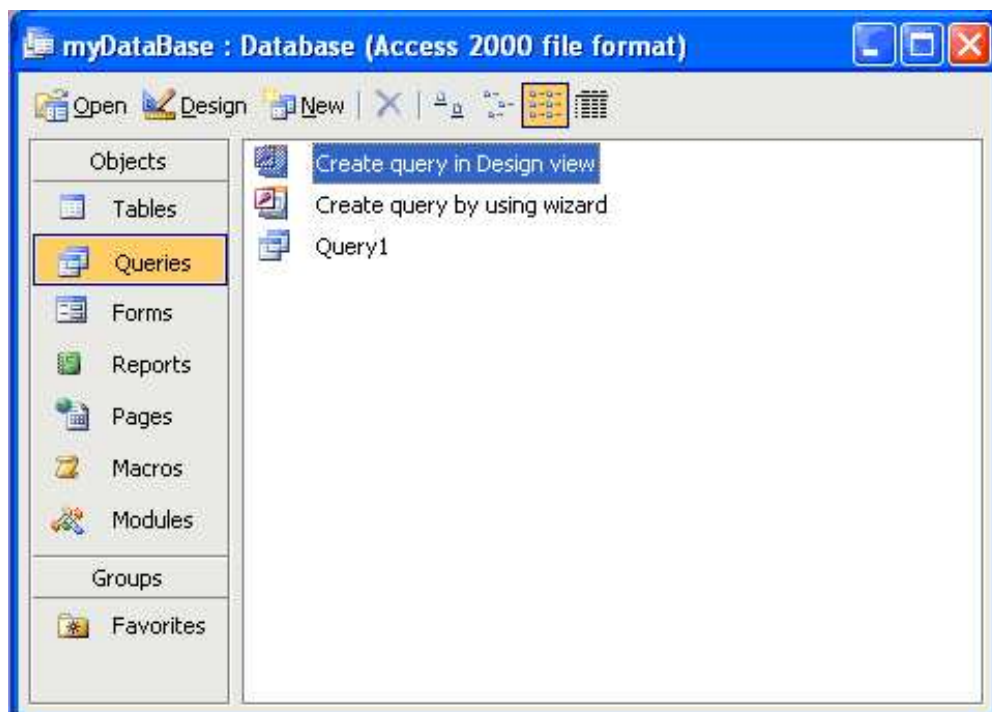 myDataBase : Database (Access 2000 file format)
Open Design New
Objects
Tables
Queries
Forms
Reports
Pages
Macros
Modules
Groups
Favorites
Create query in Design view
Create query by using wizard
Query1